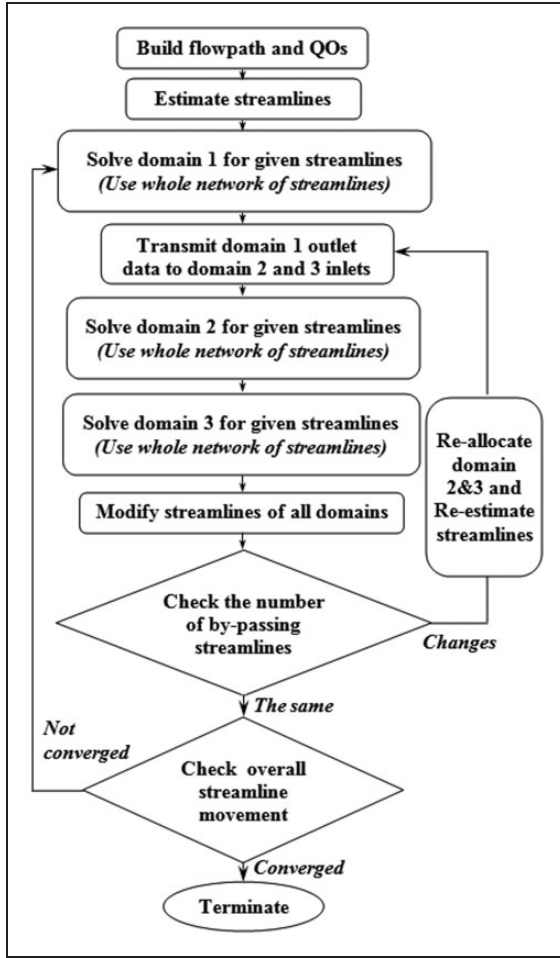 Build flowpath and QOs
Estimate streamlines
Solve domain 1 for given streamlines
(Use whole network of streamlines)
Transmit domain 1 outlet
data to domain 2 and 3 inlets
Solve domain 2 for given streamlines
(Use whole network of streamlines)
Solve domain 3 for given streamlines
(Use whole network of streamlines)
Re-allocate
domain
2&3 and
Re-estimate
streamlines
Modify streamlines of all domains
Check the number
of by-passing
streamlines
Changes
The same
Not
converged
Check overall
streamline
movement
Converged
Terminate